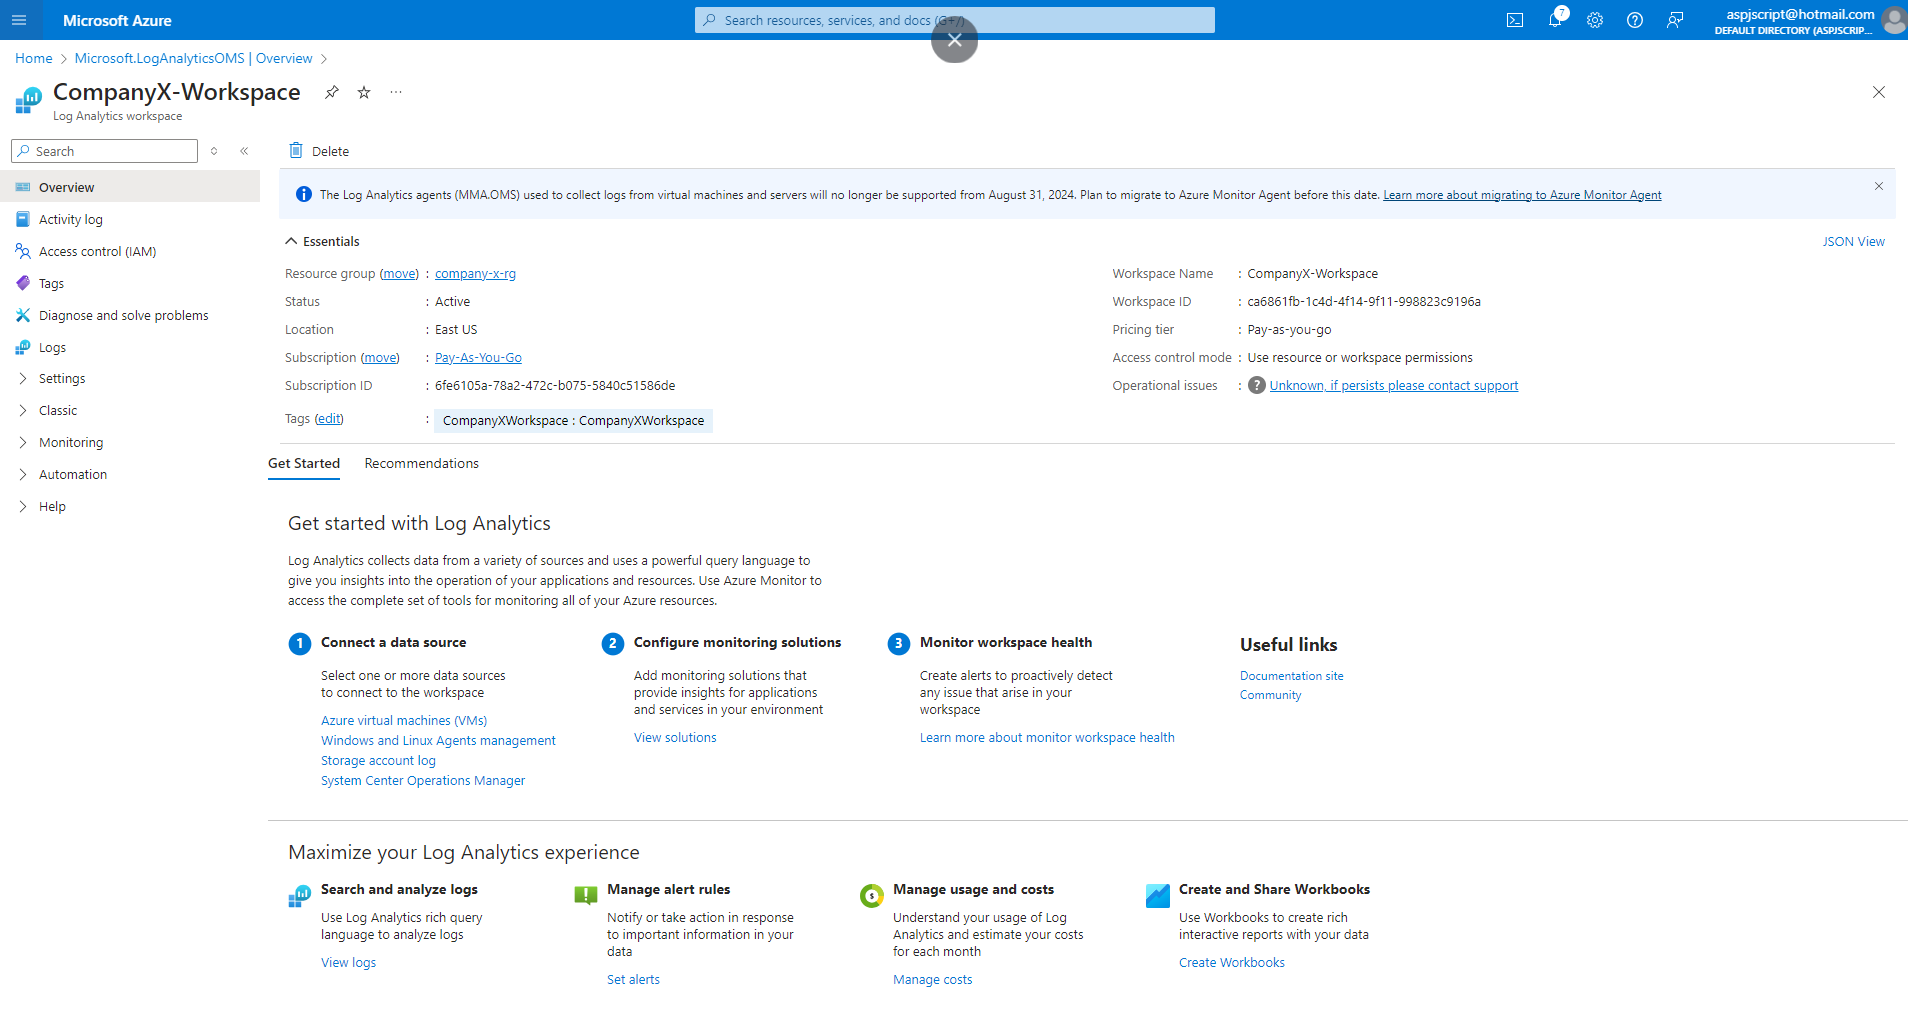 Microsoft Azure
Search resources, services, and docs (G+/)
7
aspjscript@hotmail.com
DEFAULT DIRECTORY (ASPJSCRIP...
Home > Microsoft.LogAnalyticsOMS | Overview >
CompanyX-Workspace
Log Analytics workspace
Search
Overview
Activity log
Access control (IAM)
Tags
Diagnose and solve problems
Logs
Settings
Classic
Monitoring
Automation
Help
Delete
The Log Analytics agents (MMA,OMS) used to collect logs from virtual machines and servers will no longer be supported from August 31, 2024. Plan to migrate to Azure Monitor Agent before this date. Learn more about migrating to Azure Monitor Agent
Essentials
JSON View
Resource group (move) : company-x-rg
Status : Active
Location : East US
Subscription (move) : Pay-As-You-Go
Subscription ID : 6fe6105a-78a2-472c-b075-5840c51586de
Tags (edit) : CompanyXWorkspace : CompanyXWorkspace
Workspace Name : CompanyX-Workspace
Workspace ID : ca6861fb-1c4d-4f14-9f11-998823c9196a
Pricing tier : Pay-as-you-go
Access control mode : Use resource or workspace permissions
Operational issues : Unknown, if persists please contact support
Get Started
Recommendations
Get started with Log Analytics
Log Analytics collects data from a variety of sources and uses a powerful query language to
give you insights into the operation of your applications and resources. Use Azure Monitor to
access the complete set of tools for monitoring all of your Azure resources.
1 Connect a data source
Select one or more data sources
to connect to the workspace
Azure virtual machines (VMs)
Windows and Linux Agents management
Storage account log
System Center Operations Manager
2 Configure monitoring solutions
Add monitoring solutions that
provide insights for applications
and services in your environment
View solutions
3 Monitor workspace health
Create alerts to proactively detect
any issue that arise in your
workspace
Learn more about monitor workspace health
Useful links
Documentation site
Community
Maximize your Log Analytics experience
Search and analyze logs
Use Log Analytics rich query
language to analyze logs
View logs
Manage alert rules
Notify or take action in response
to important information in your
data
Set alerts
Manage usage and costs
Understand your usage of Log
Analytics and estimate your costs
for each month
Manage costs
Create and Share Workbooks
Use Workbooks to create rich
interactive reports with your data
Create Workbooks